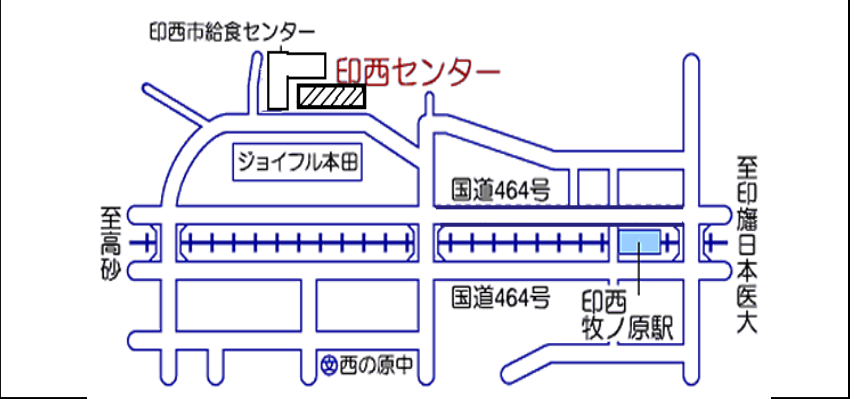 印西市給食センター
印西センター
ジョイフル本田
国道464号
至印旛日本医大
至高砂
国道464号
印西
牧ノ原駅
文西の原中